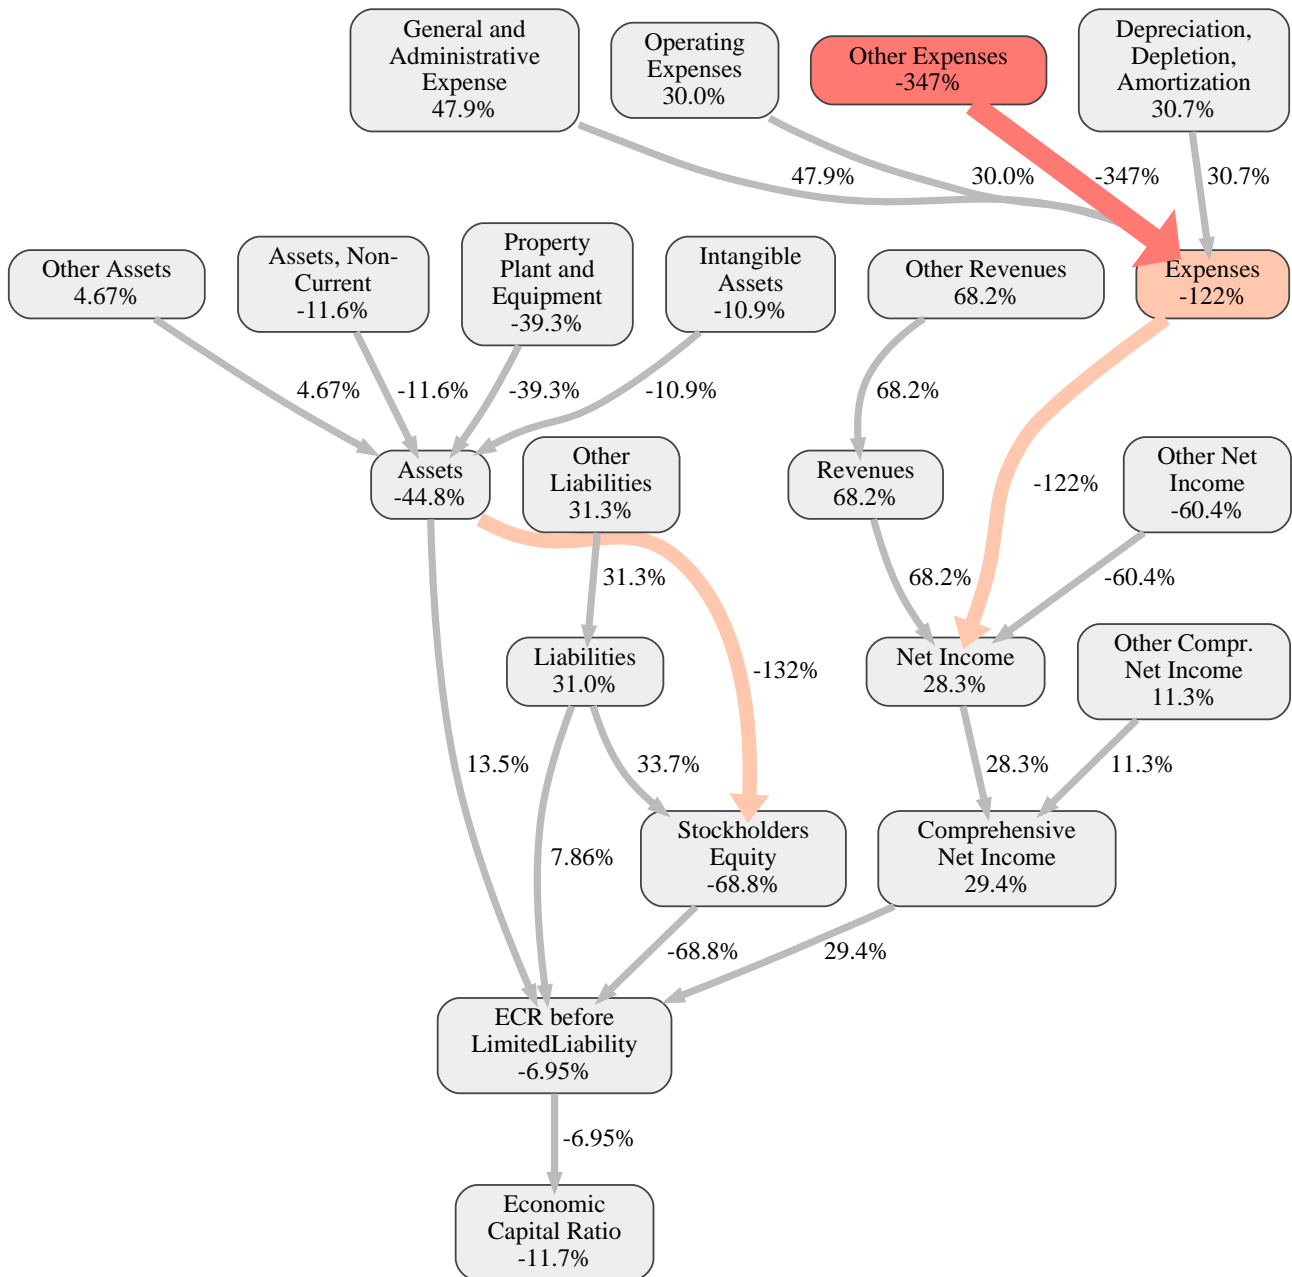 General and
Administrative
Expense
47.9%
Operating
Expenses
30.0%
Other Expenses
-347%
Depreciation,
Depletion,
Amortization
30.7%
47.9%
30.0%
-347%
30.7%
Other Assets
4.67%
Assets, Non-
Current
-11.6%
Property
Plant and
Equipment
-39.3%
Intangible
Assets
-10.9%
Other Revenues
68.2%
Expenses
-122%
4.67%
-11.6%
-39.3%
-10.9%
68.2%
Assets
-44.8%
Other
Liabilities
31.3%
Revenues
68.2%
-122%
Other Net
Income
-60.4%
31.3%
68.2%
-60.4%
Liabilities
31.0%
-132%
Net Income
28.3%
Other Compr.
Net Income
11.3%
13.5%
33.7%
28.3%
11.3%
7.86%
Stockholders
Equity
-68.8%
Comprehensive
Net Income
29.4%
-68.8%
29.4%
ECR before
LimitedLiability
-6.95%
-6.95%
Economic
Capital Ratio
-11.7%